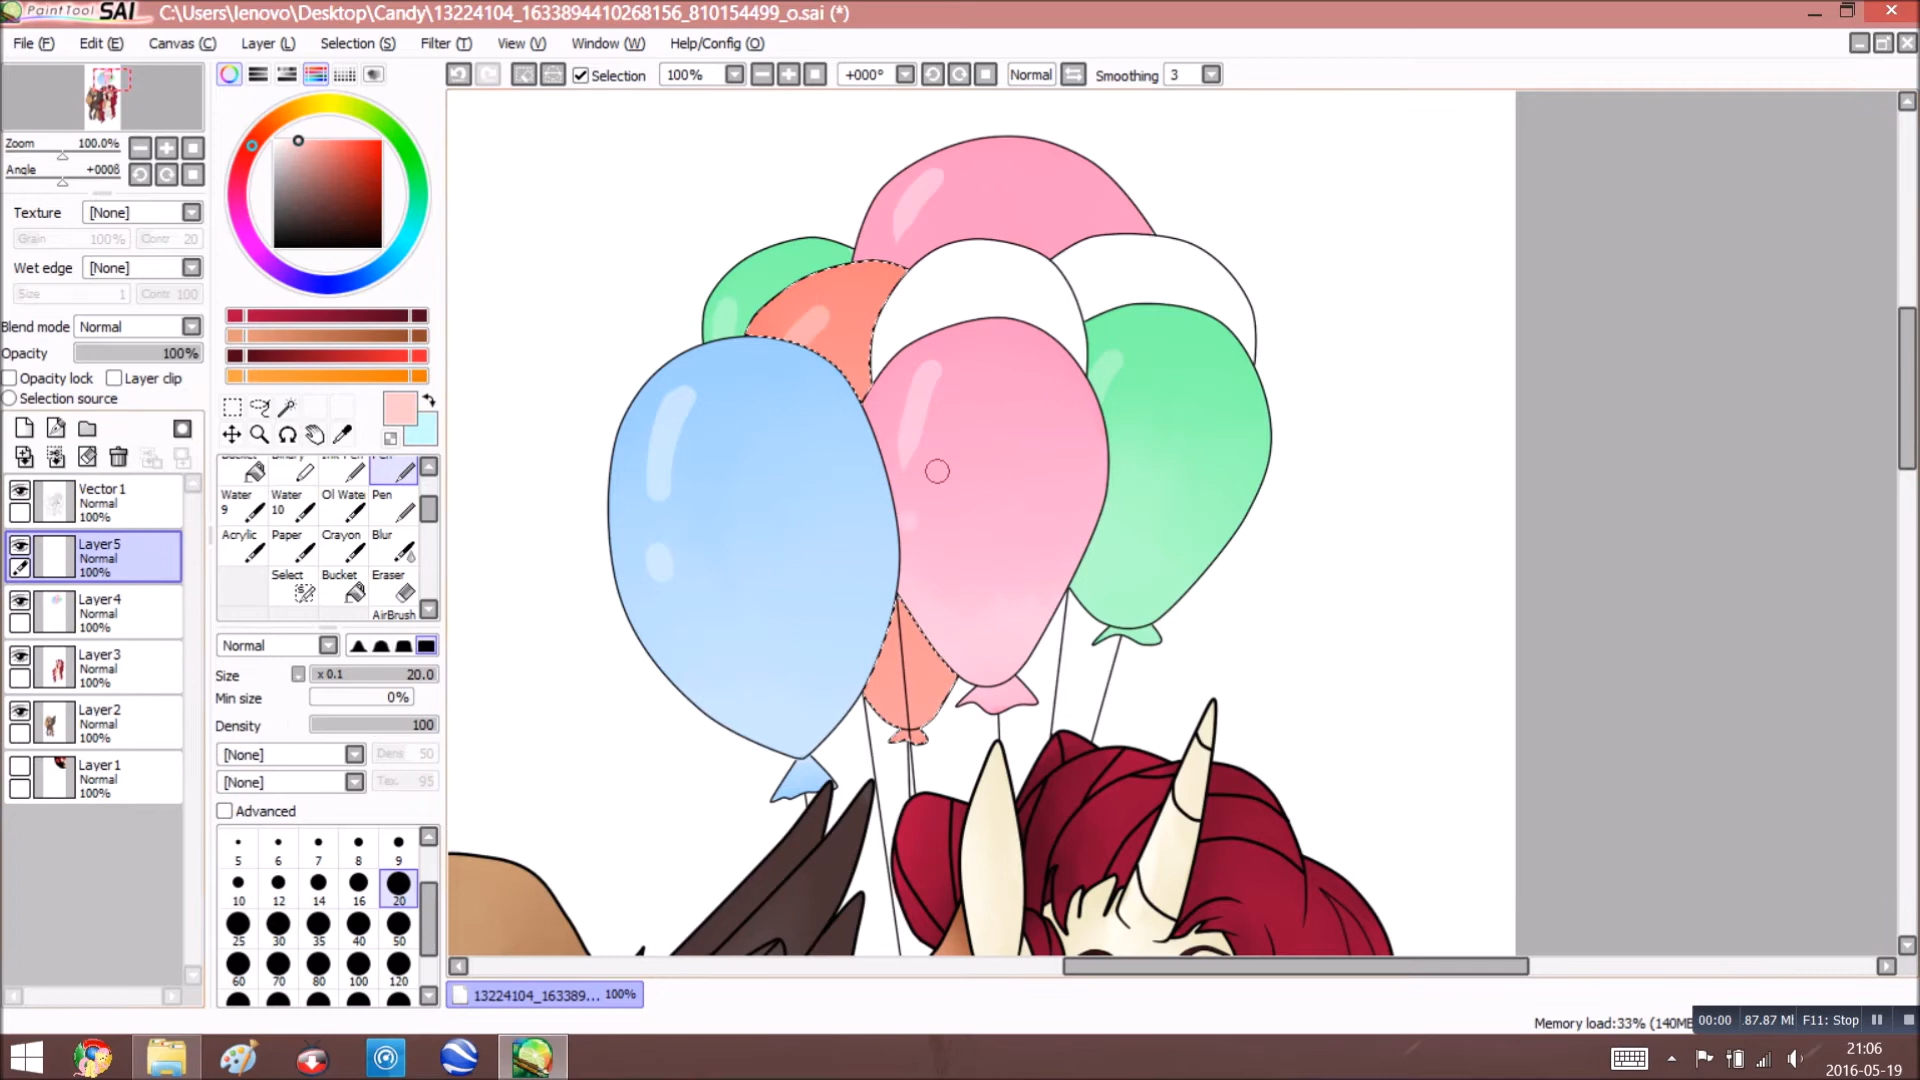 PaintTool SAI C:\Users\lenovo\Desktop\Candy\13224104_1633894410268156_810154499_o.sai (*)
File (F) Edit (E) Canvas (C) Layer (L) Selection (S) Filter (T) View (V) Window (W) Help/Config (O)
Selection 100% +000° Normal Smoothing 3
Zoom 100.0%
Angle
Texture [None]
Grain 100% Contr 20
Wet edge [None]
Size 1 Contr 100
Blend mode Normal
Opacity 100%
Opacity lock Layer clip
Selection source
Vector1
Normal
100%
Layer5
Normal
100%
Layer4
Normal
100%
Layer3
Normal
100%
Layer2
Normal
100%
Layer1
Normal
100%
Water Water Ol Wate Pen
9 10
Acrylic Paper Crayon Blur
Select Bucket Eraser
AirBrush
Normal
Size x 0.1 20.0
Min size 0%
Density 100
[None] Dens 50
[None] Tex. 95
Advanced
5 6 7 8 9
10 12 14 16 20
25 30 35 40 50
60 70 80 100 120
13224104_163389... 100%
Memory load:33% (140MB
00:00 87.87 MI F11: Stop
21:06
2016-05-19